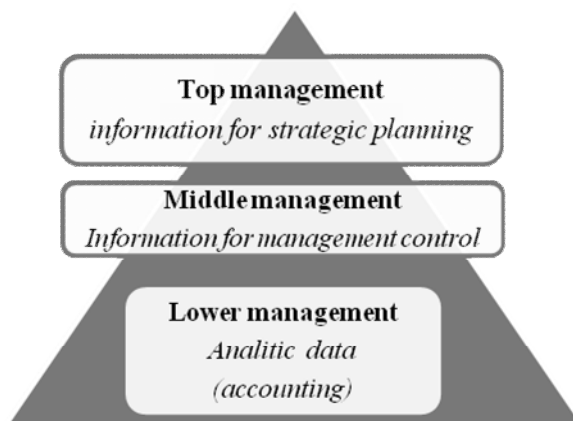 Top management
information for strategic planning
Middle management
Information for management control
Lower management
Analitic data
(accounting)